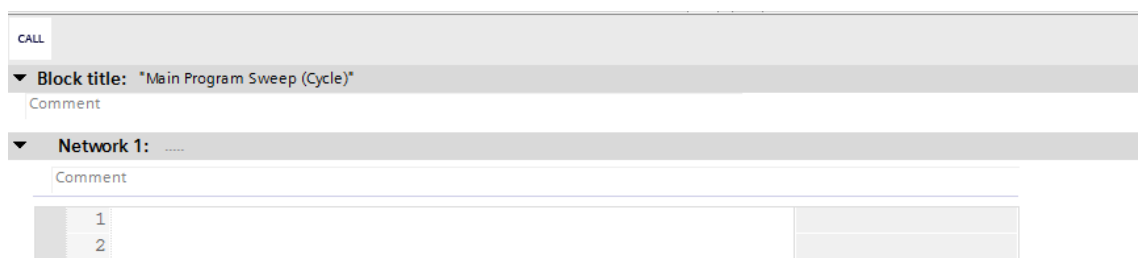 CALL
Block title: "Main Program Sweep (Cycle)"
Comment
Network 1: .....
Comment
1
2